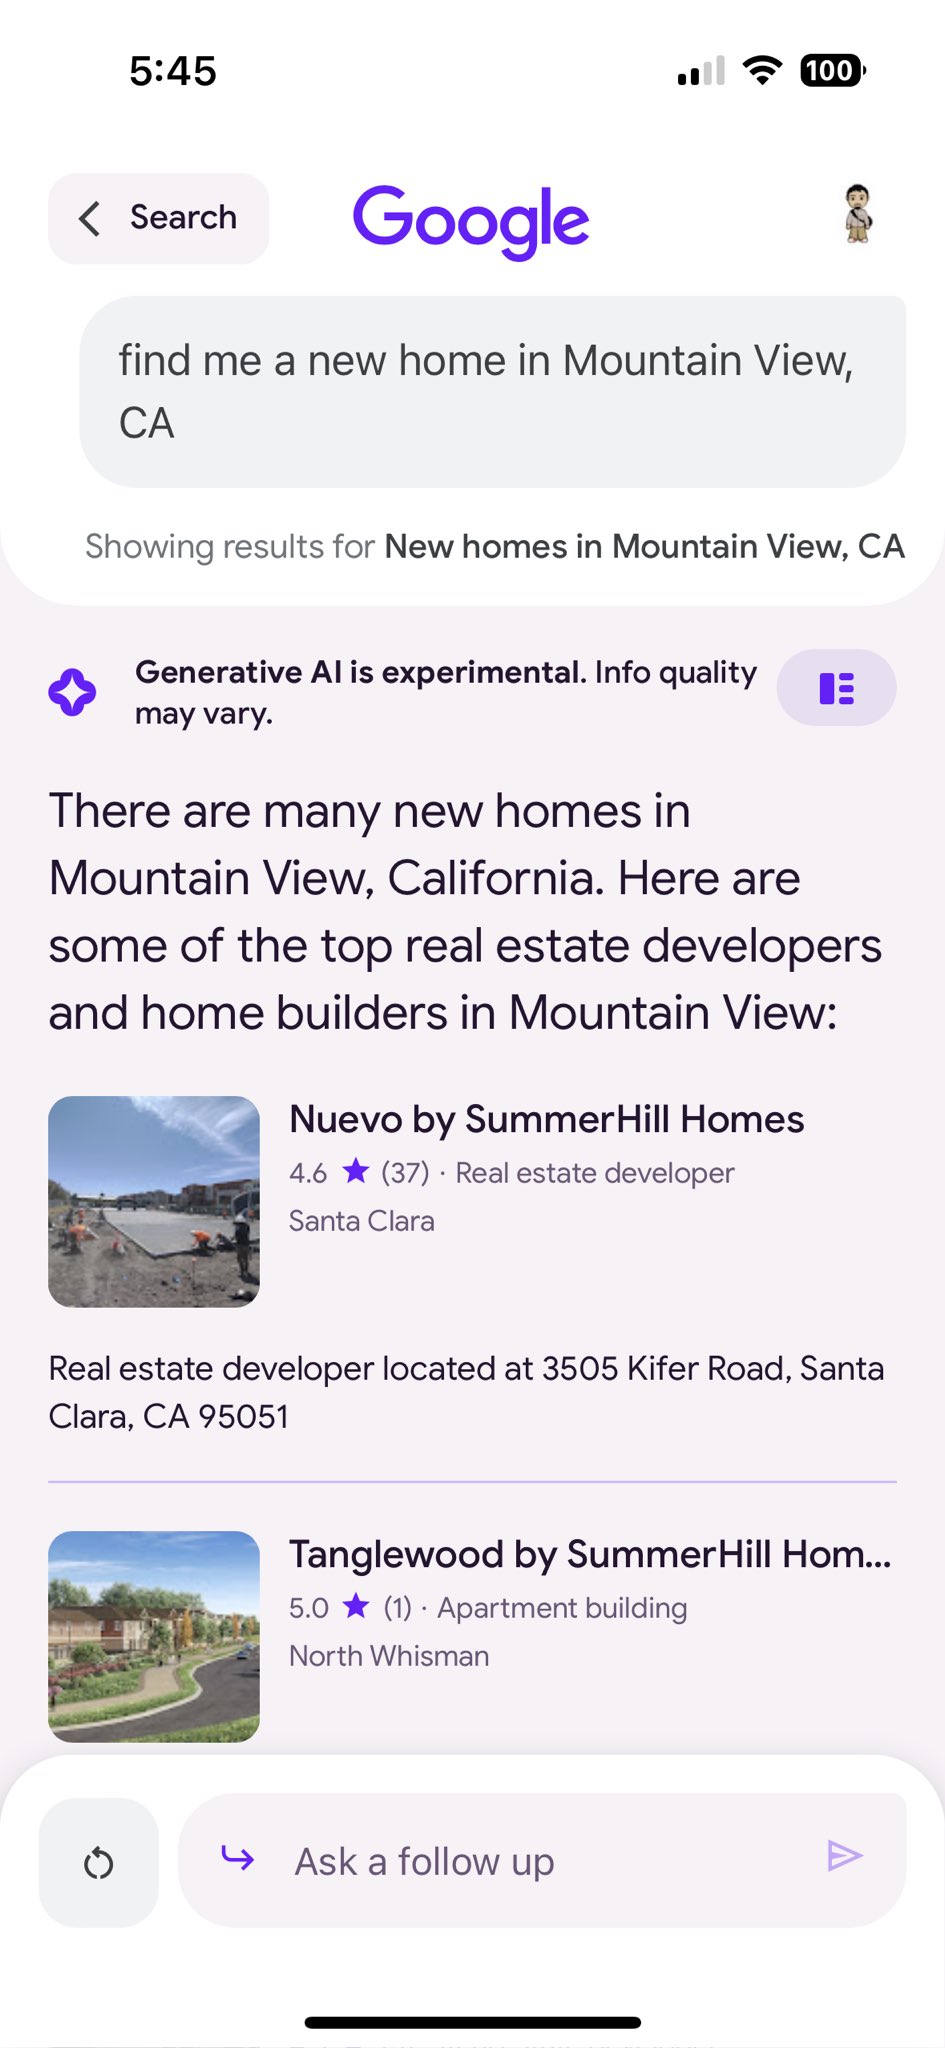 5:45
100
Search
Google
find me a new home in Mountain View,
CA
Showing results for New homes in Mountain View, CA
Generative AI is experimental. Info quality
may vary.
There are many new homes in
Mountain View, California. Here are
some of the top real estate developers
and home builders in Mountain View:
Nuevo by SummerHill Homes
4.6 ★ (37) · Real estate developer
Santa Clara
Real estate developer located at 3505 Kifer Road, Santa
Clara, CA 95051
Tanglewood by SummerHill Hom...
5.0 ★ (1) · Apartment building
North Whisman
Ask a follow up